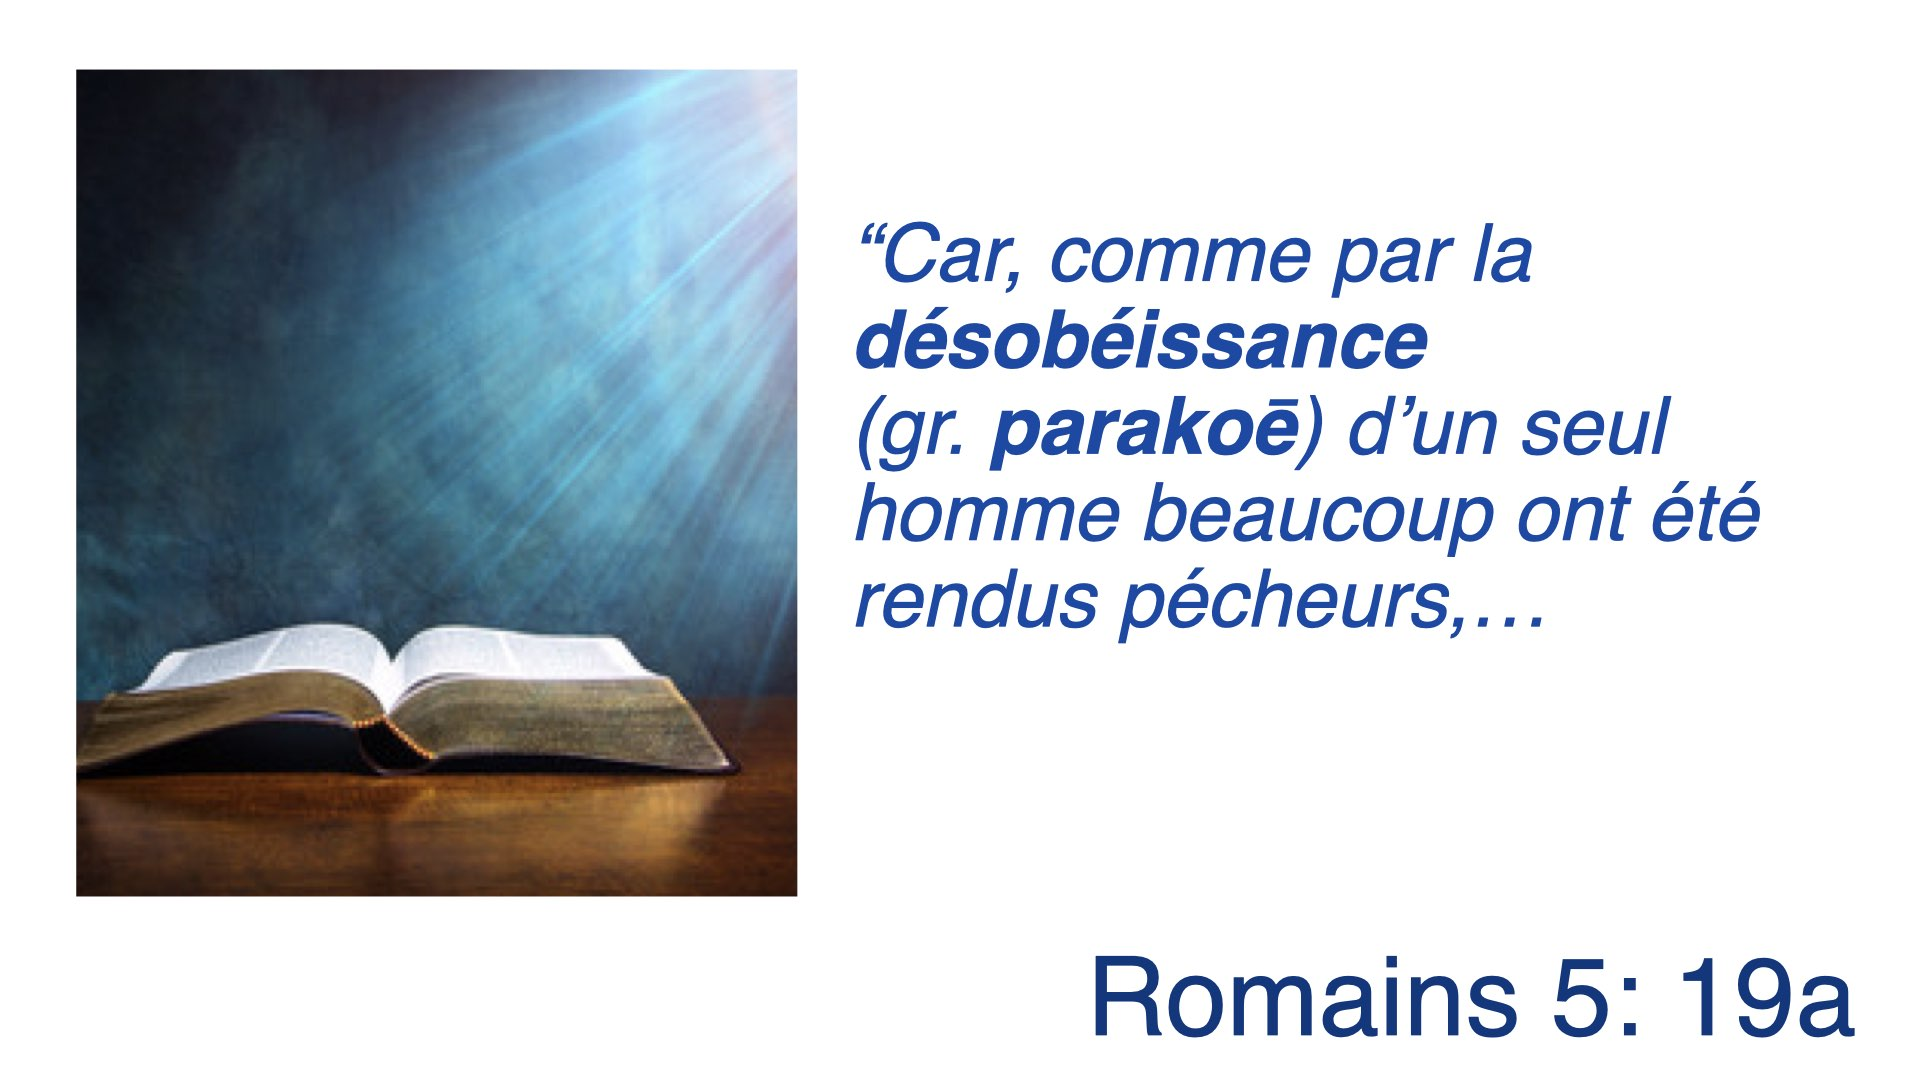 “Car, comme par la
désobéissance
(gr. parakoē) d’un seul
homme beaucoup ont été
rendus pécheurs,…
Romains 5: 19a